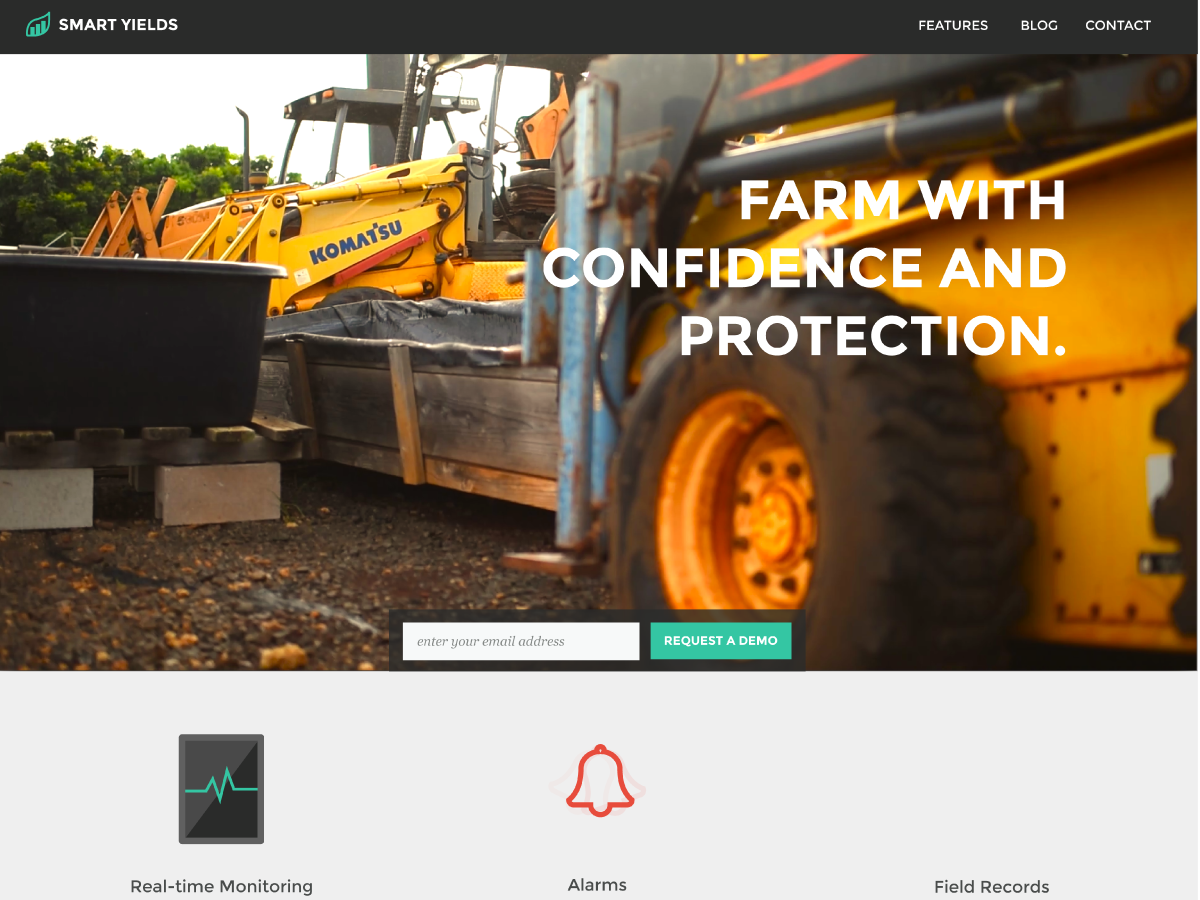 SMART YIELDS
FEATURES BLOG CONTACT
FARM WITH
CONFIDENCE AND
PROTECTION.
KOMATSU
enter your email address REQUEST A DEMO
Real-time Monitoring
Alarms
Field Records